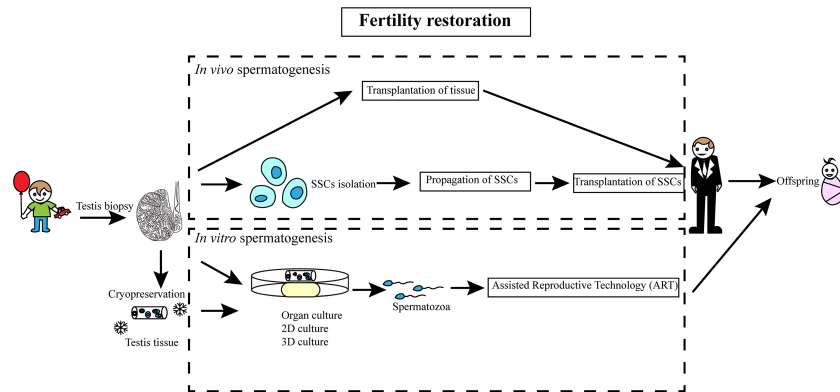 Fertility restoration
In vivo spermatogenesis
Transplantation of tissue
SSCs isolation
Propagation of SSCs
Transplantation of SSCs
Offspring
Testis biopsy
In vitro spermatogenesis
Cryopreservation
Testis tissue
Organ culture
2D culture
3D culture
Spermatozoa
Assisted Reproductive Technology (ART)